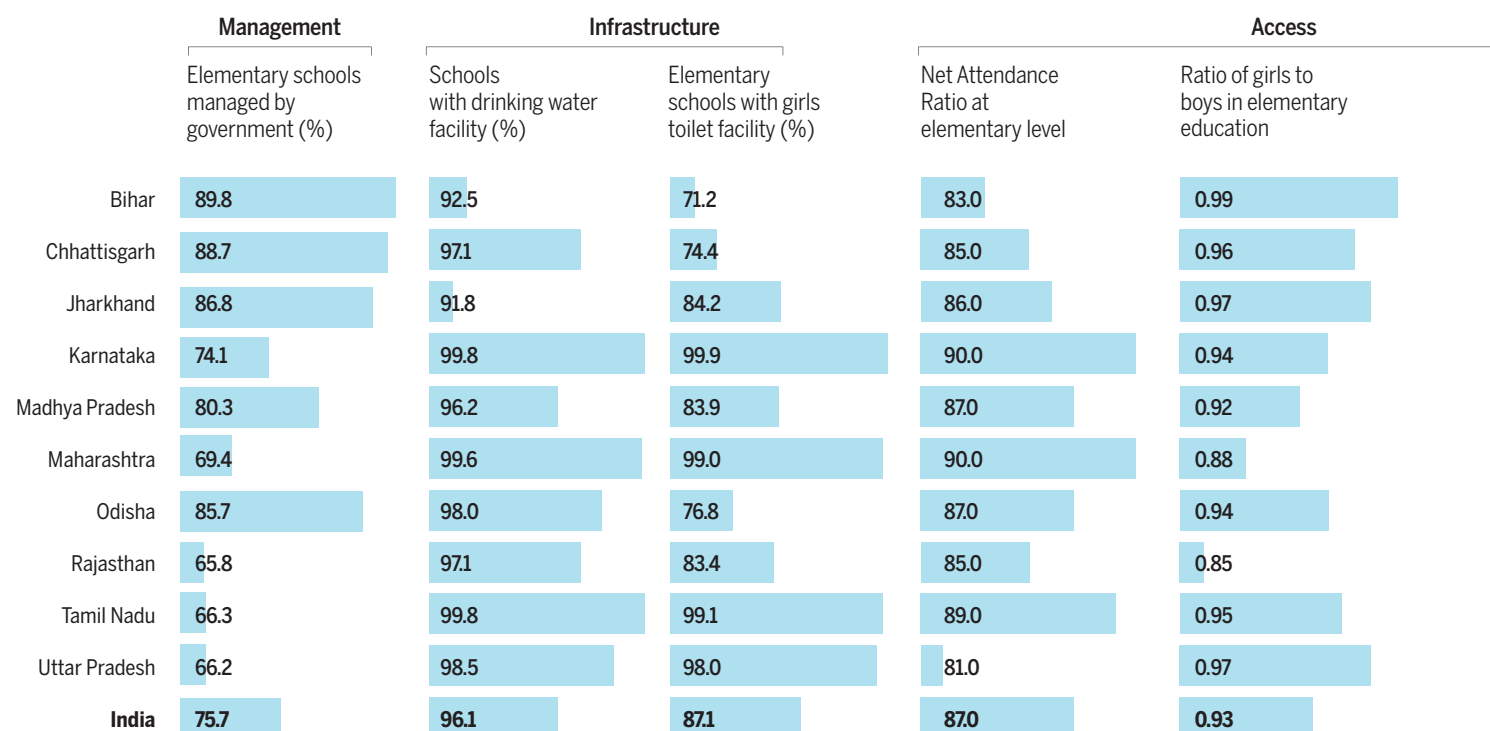 Management Infrastructure Access
Elementary schools managed by government (%) Schools with drinking water facility (%) Elementary schools with girls toilet facility (%) Net Attendance Ratio at elementary level Ratio of girls to boys in elementary education
Bihar 89.8 92.5 71.2 83.0 0.99
Chhattisgarh 88.7 97.1 74.4 85.0 0.96
Jharkhand 86.8 91.8 84.2 86.0 0.97
Karnataka 74.1 99.8 99.9 90.0 0.94
Madhya Pradesh 80.3 96.2 83.9 87.0 0.92
Maharashtra 69.4 99.6 99.0 90.0 0.88
Odisha 85.7 98.0 76.8 87.0 0.94
Rajasthan 65.8 97.1 83.4 85.0 0.85
Tamil Nadu 66.3 99.8 99.1 89.0 0.95
Uttar Pradesh 66.2 98.5 98.0 81.0 0.97
India 75.7 96.1 87.1 87.0 0.93